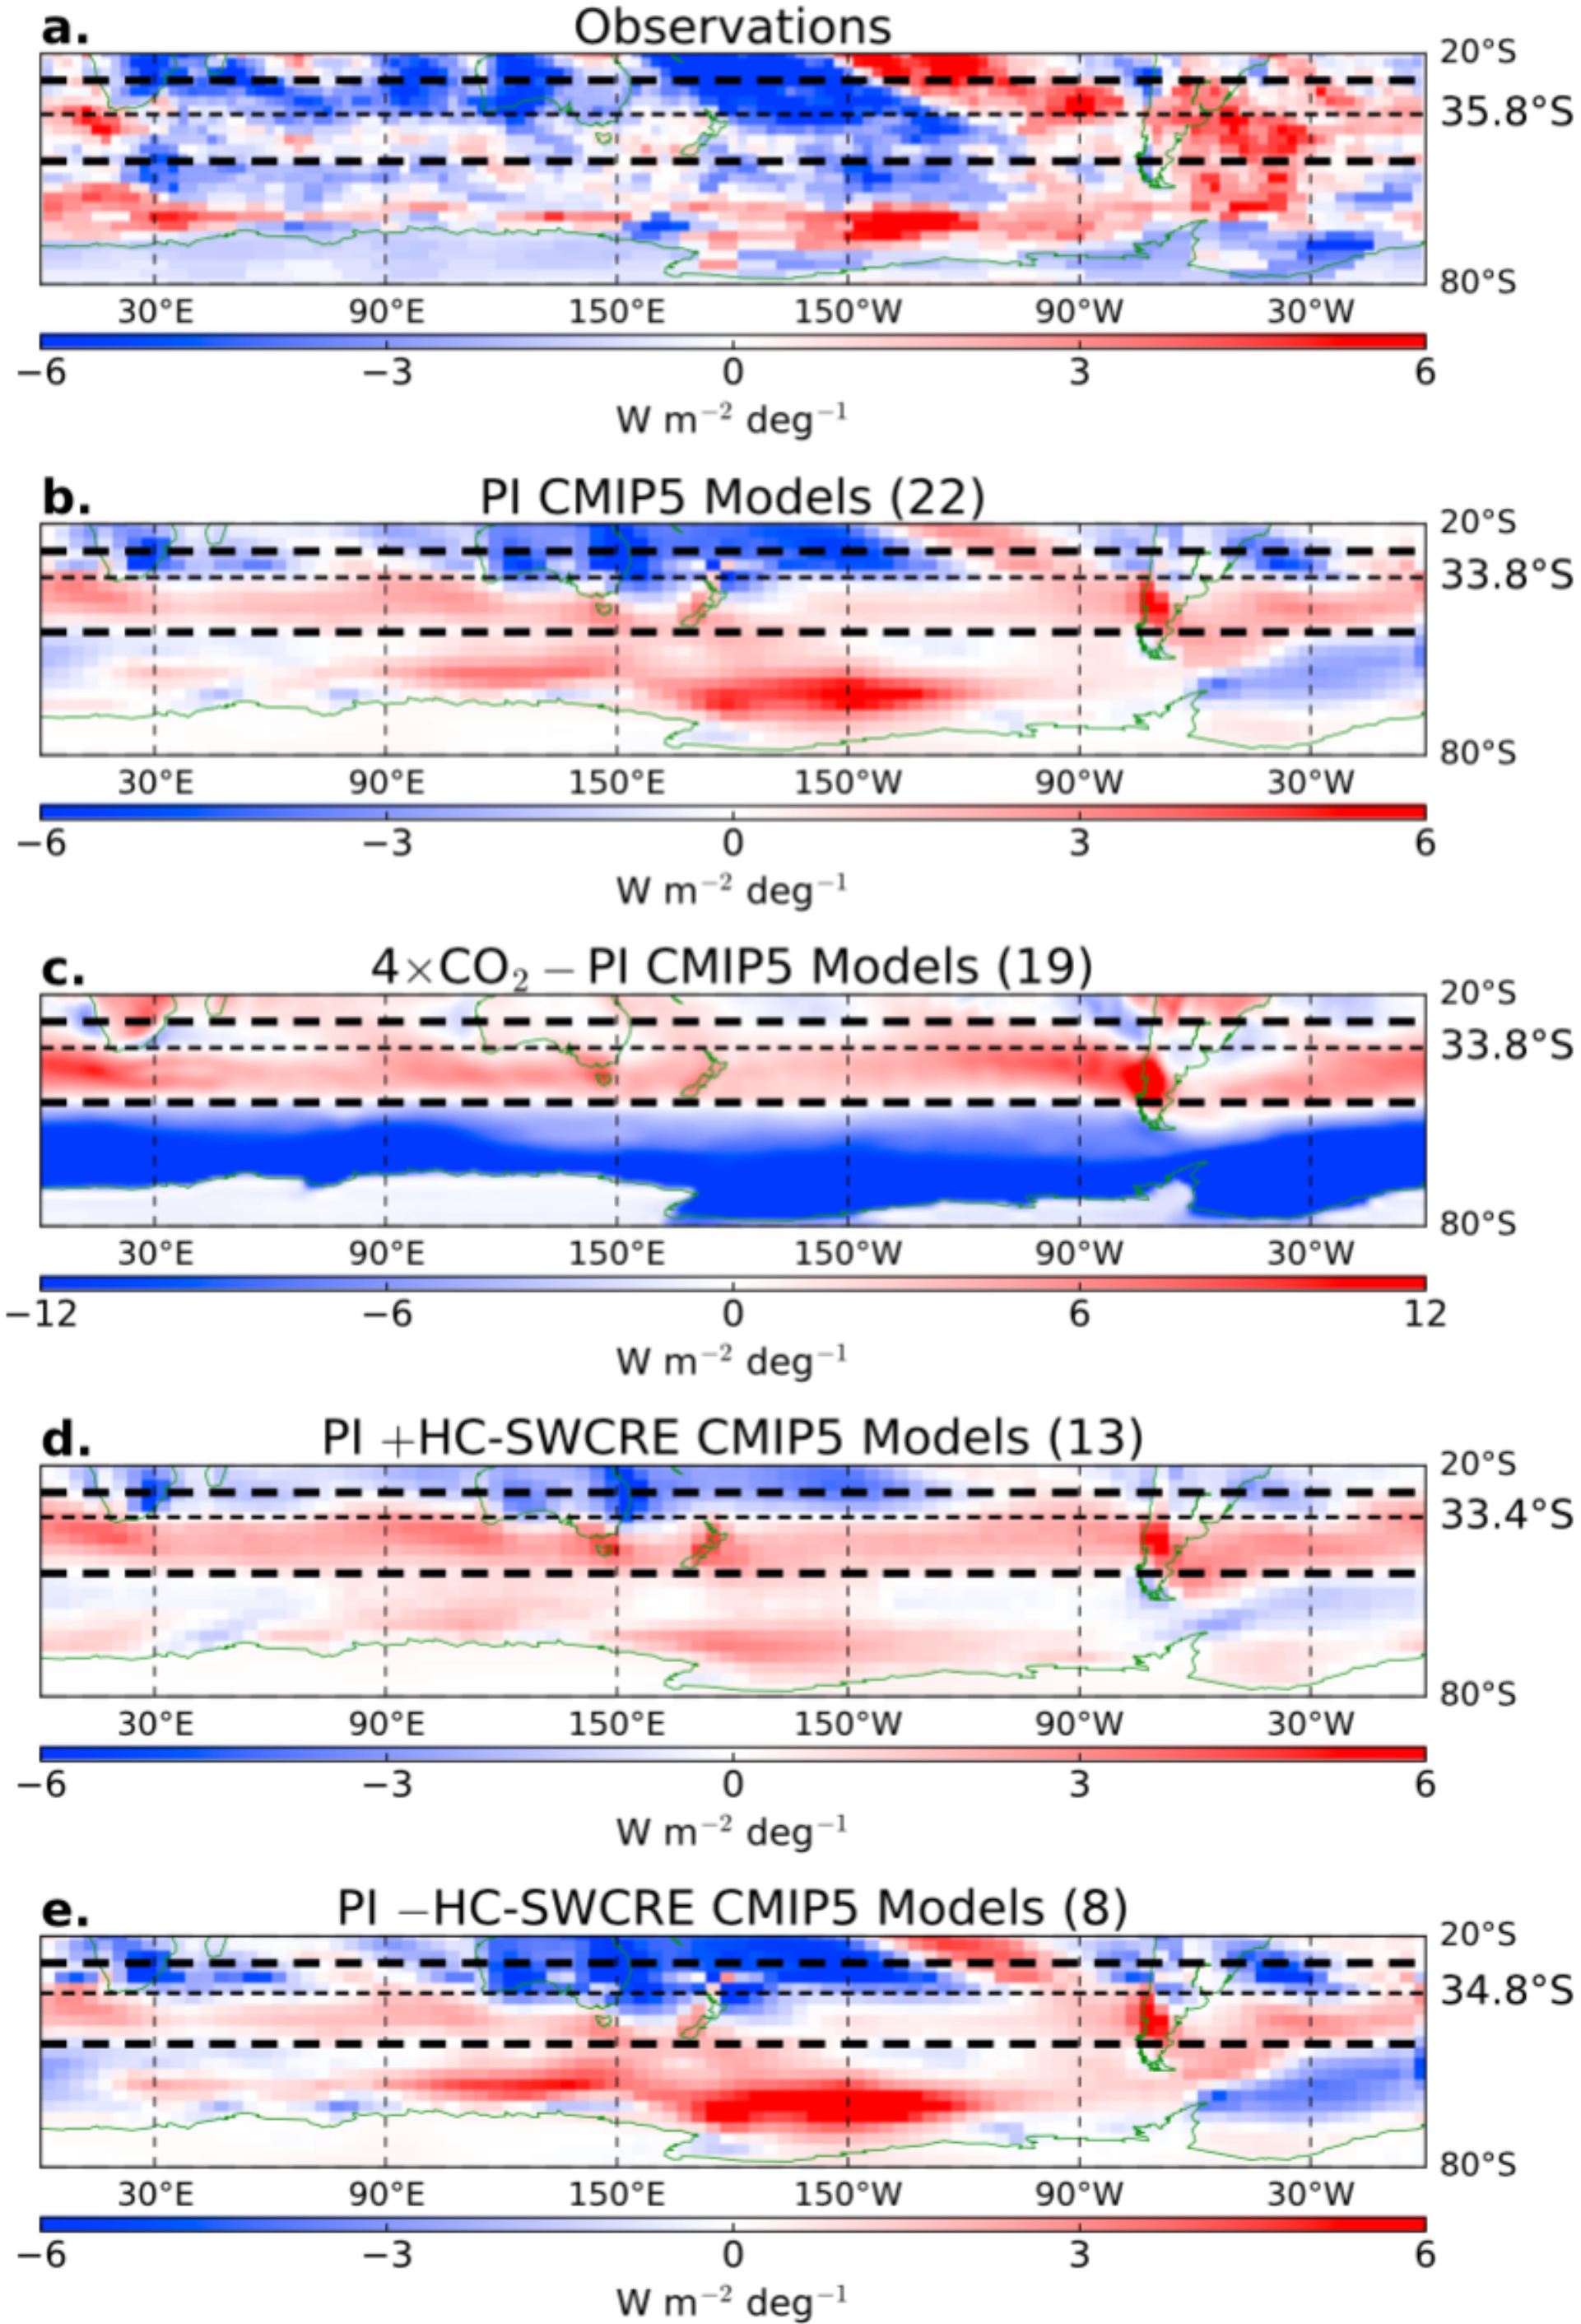 a. Observations
20°S
35.8°S
80°S
30°E 90°E 150°E 150°W 90°W 30°W
−6 −3 0 3 6
W m⁻² deg⁻¹
b. PI CMIP5 Models (22)
20°S
33.8°S
80°S
30°E 90°E 150°E 150°W 90°W 30°W
−6 −3 0 3 6
W m⁻² deg⁻¹
c. 4×CO₂ − PI CMIP5 Models (19)
20°S
33.8°S
80°S
30°E 90°E 150°E 150°W 90°W 30°W
−12 −6 0 6 12
W m⁻² deg⁻¹
d. PI +HC-SWCRE CMIP5 Models (13)
20°S
33.4°S
80°S
30°E 90°E 150°E 150°W 90°W 30°W
−6 −3 0 3 6
W m⁻² deg⁻¹
e. PI −HC-SWCRE CMIP5 Models (8)
20°S
34.8°S
80°S
30°E 90°E 150°E 150°W 90°W 30°W
−6 −3 0 3 6
W m⁻² deg⁻¹